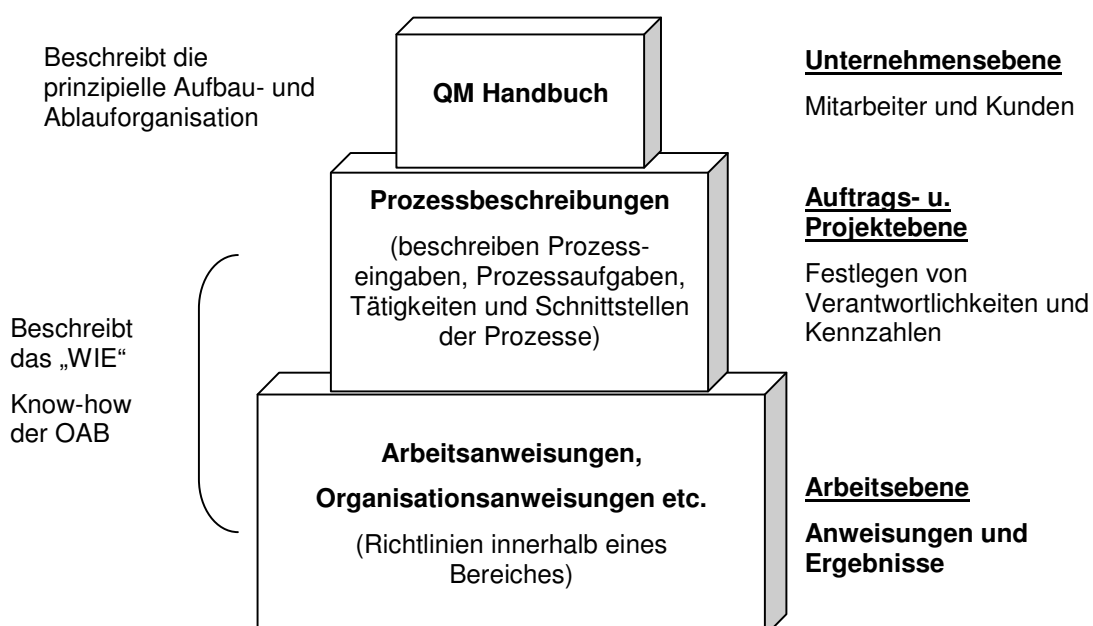 Beschreibt die
prinzipielle Aufbau- und
Ablauforganisation
QM Handbuch
Unternehmensebene
Mitarbeiter und Kunden
Prozessbeschreibungen
(beschreiben Prozess-
eingaben, Prozessaufgaben,
Tätigkeiten und Schnittstellen
der Prozesse)
Auftrags- u.
Projektebene
Festlegen von
Verantwortlichkeiten und
Kennzahlen
Beschreibt
das „WIE“
Know-how
der OAB
Arbeitsanweisungen,
Organisationsanweisungen etc.
(Richtlinien innerhalb eines
Bereiches)
Arbeitsebene
Anweisungen und
Ergebnisse